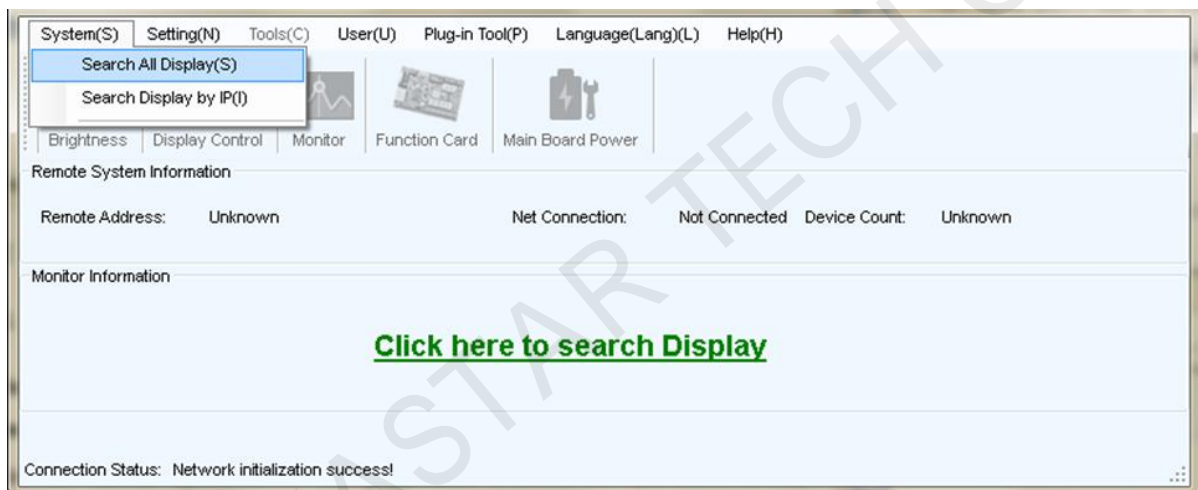 System(S) Setting(N) Tools(C) User(U) Plug-in Tool(P) Language(Lang)(L) Help(H)
Search All Display(S)
Search Display by IP(I)
Brightness Display Control Monitor Function Card Main Board Power
Remote System Information
Remote Address: Unknown Net Connection: Not Connected Device Count: Unknown
Monitor Information
Click here to search Display
Connection Status: Network initialization success!
ASTAR TECH